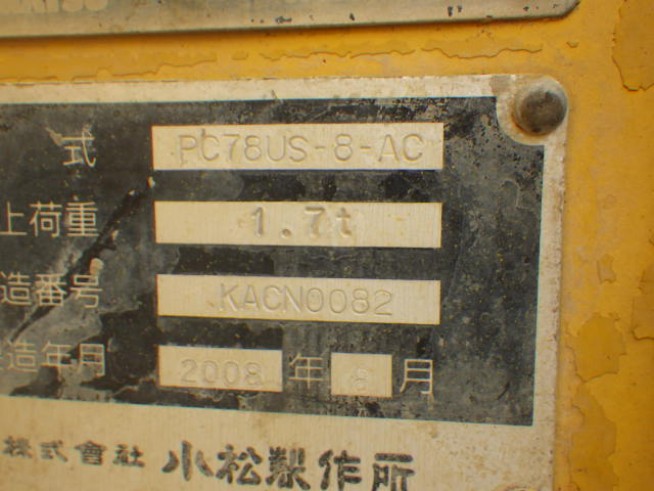 式 PC78US-8-AC
上荷重 1.7t
造番号 KACN0082
造年月 2008 年 8 月
株式會社 小松製作所